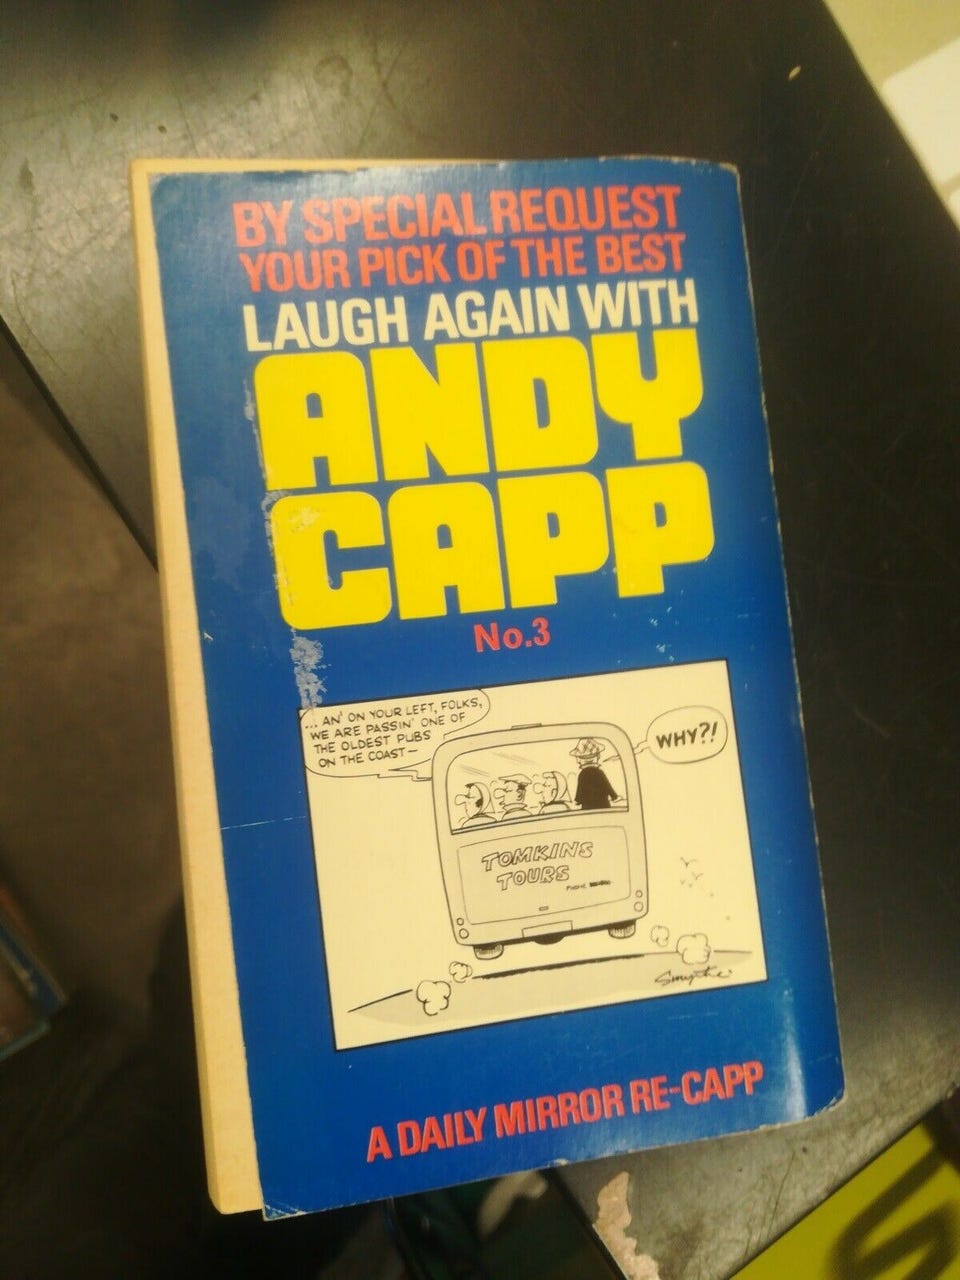 BY SPECIAL REQUEST
YOUR PICK OF THE BEST
LAUGH AGAIN WITH
ANDY
CAPP
No.3
... AN' ON YOUR LEFT, FOLKS,
WE ARE PASSIN' ONE OF
THE OLDEST PUBS
ON THE COAST—
WHY?!
TOMKINS
TOURS
PHONE
Smythe
A DAILY MIRROR RE-CAPP